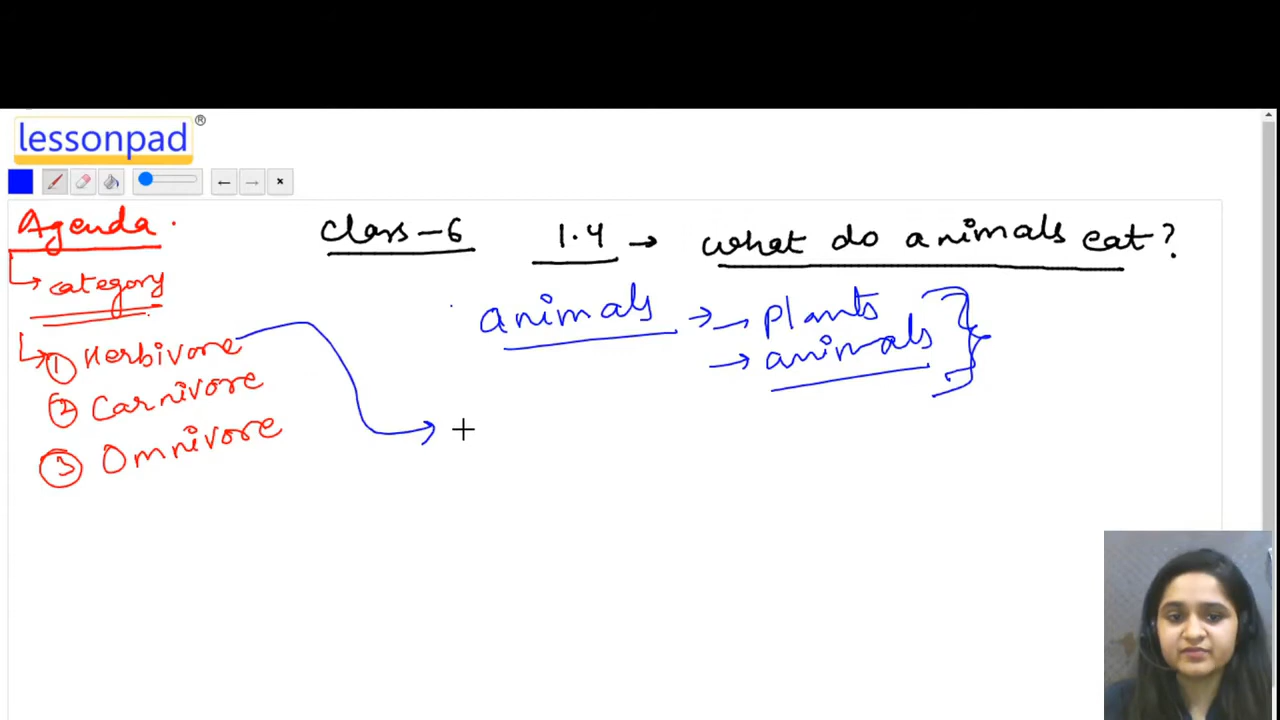 lessonpad®
Agenda.
class-6 1.4 → what do animals eat?
→ category
animals → → plants
→ animals
→ ① Herbivore →
② Carnivore
③ Omnivore